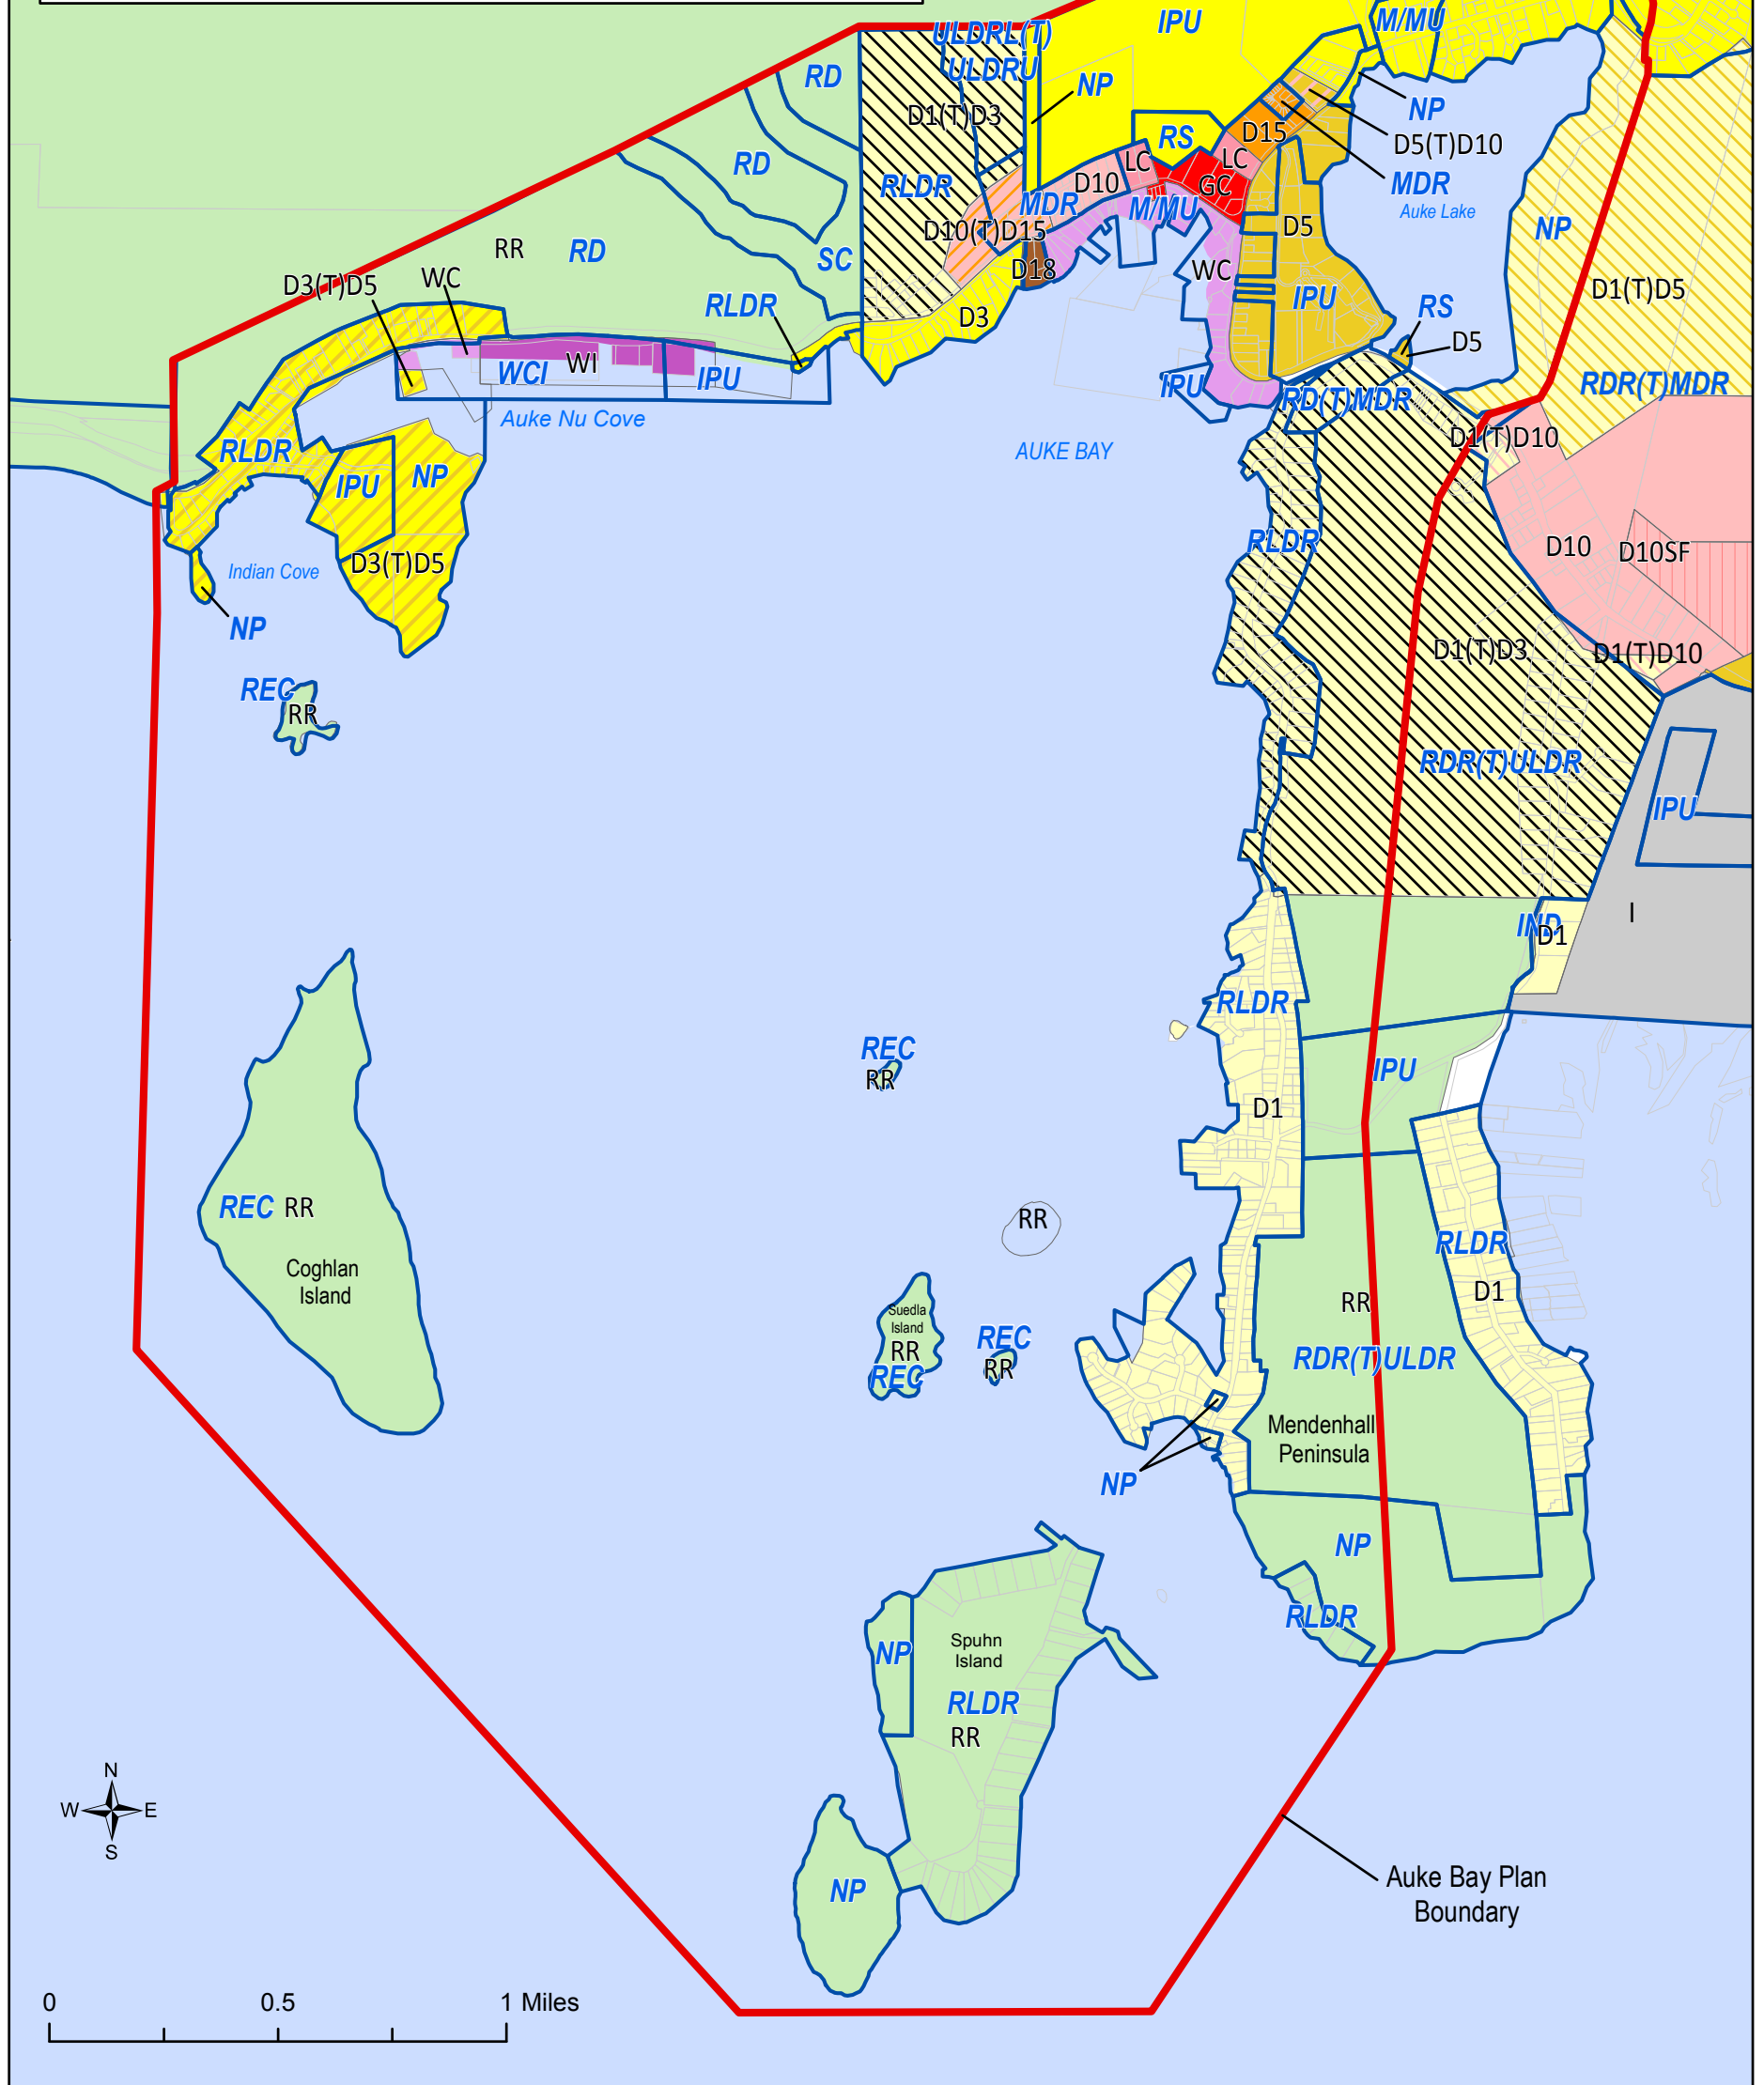 IPU
M/MU
ULDRL(T)
ULDRU
RD
NP
NP
D1(T)D3
RS
D15
D5(T)D10
RD
LC
LC
RLDR
D10
GC
MDR
MDR
M/MU
Auke Lake
D10(T)D15
D5
NP
RR
RD
SC
D18
WC
D3(T)D5
WC
RLDR
D3
IPU
RS
D1(T)D5
D5
WCI
WI
IPU
IPU
RD(T)MDR
RDR(T)MDR
Auke Nu Cove
AUKE BAY
D1(T)D10
RLDR
IPU
NP
RLDR
D10
D10SF
D3(T)D5
Indian Cove
NP
D1(T)D3
D1(T)D10
REC
RR
RDR(T)ULDR
IPU
I
IND
D1
RLDR
REC
RR
IPU
D1
REC
RR
RR
RLDR
Coghlan
Island
D1
RR
Suedla
Island
RR
REC
REC
RR
RDR(T)ULDR
Mendenhall
Peninsula
NP
NP
RLDR
Spuhn
Island
NP
RLDR
RR
N
W
E
S
NP
Auke Bay Plan
Boundary
0
0.5
1 Miles